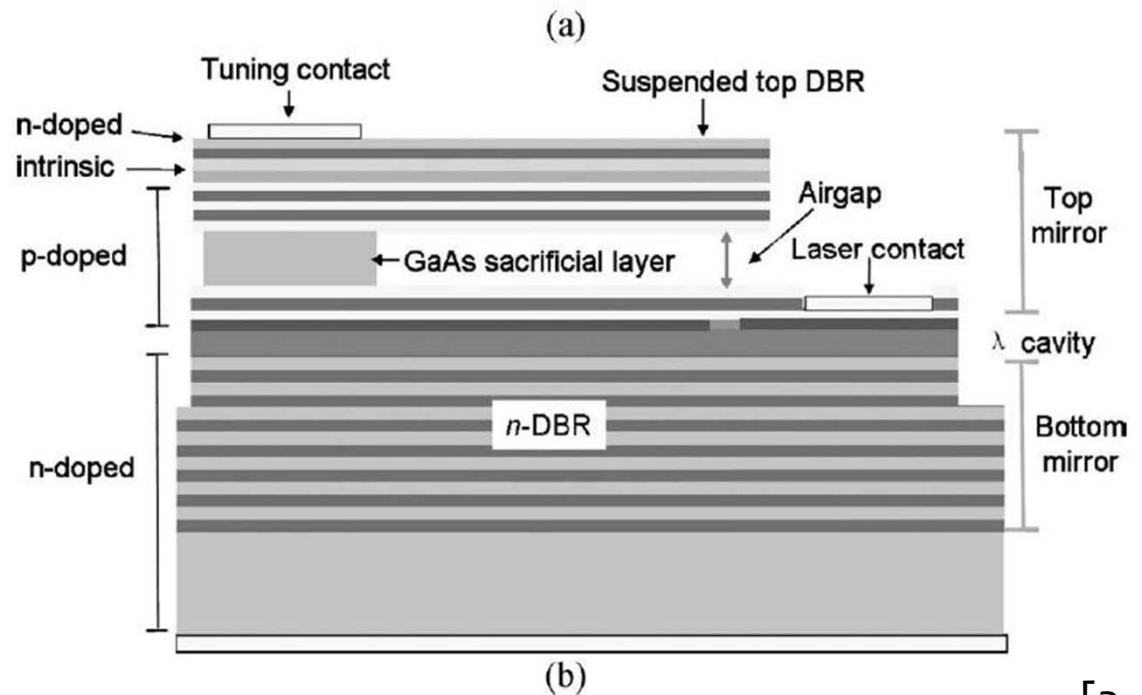 (a)
Tuning contact
Suspended top DBR
n-doped
intrinsic
Airgap
Top
mirror
p-doped
GaAs sacrificial layer
Laser contact
λ cavity
n-DBR
Bottom
mirror
n-doped
(b)